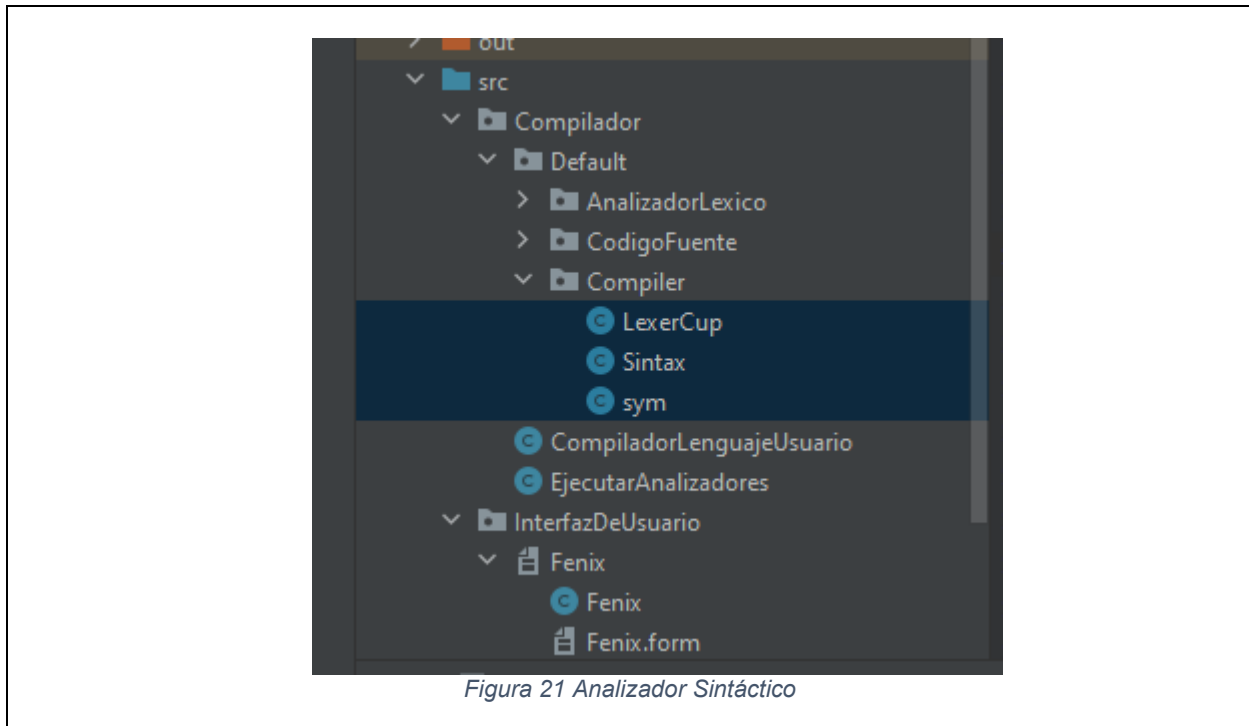 out
src
Compilador
Default
AnalizadorLexico
CodigoFuente
Compiler
LexerCup
Sintax
sym
CompiladorLenguajeUsuario
EjecutarAnalizadores
InterfazDeUsuario
Fenix
Fenix
Fenix.form
Figura 21 Analizador Sintáctico